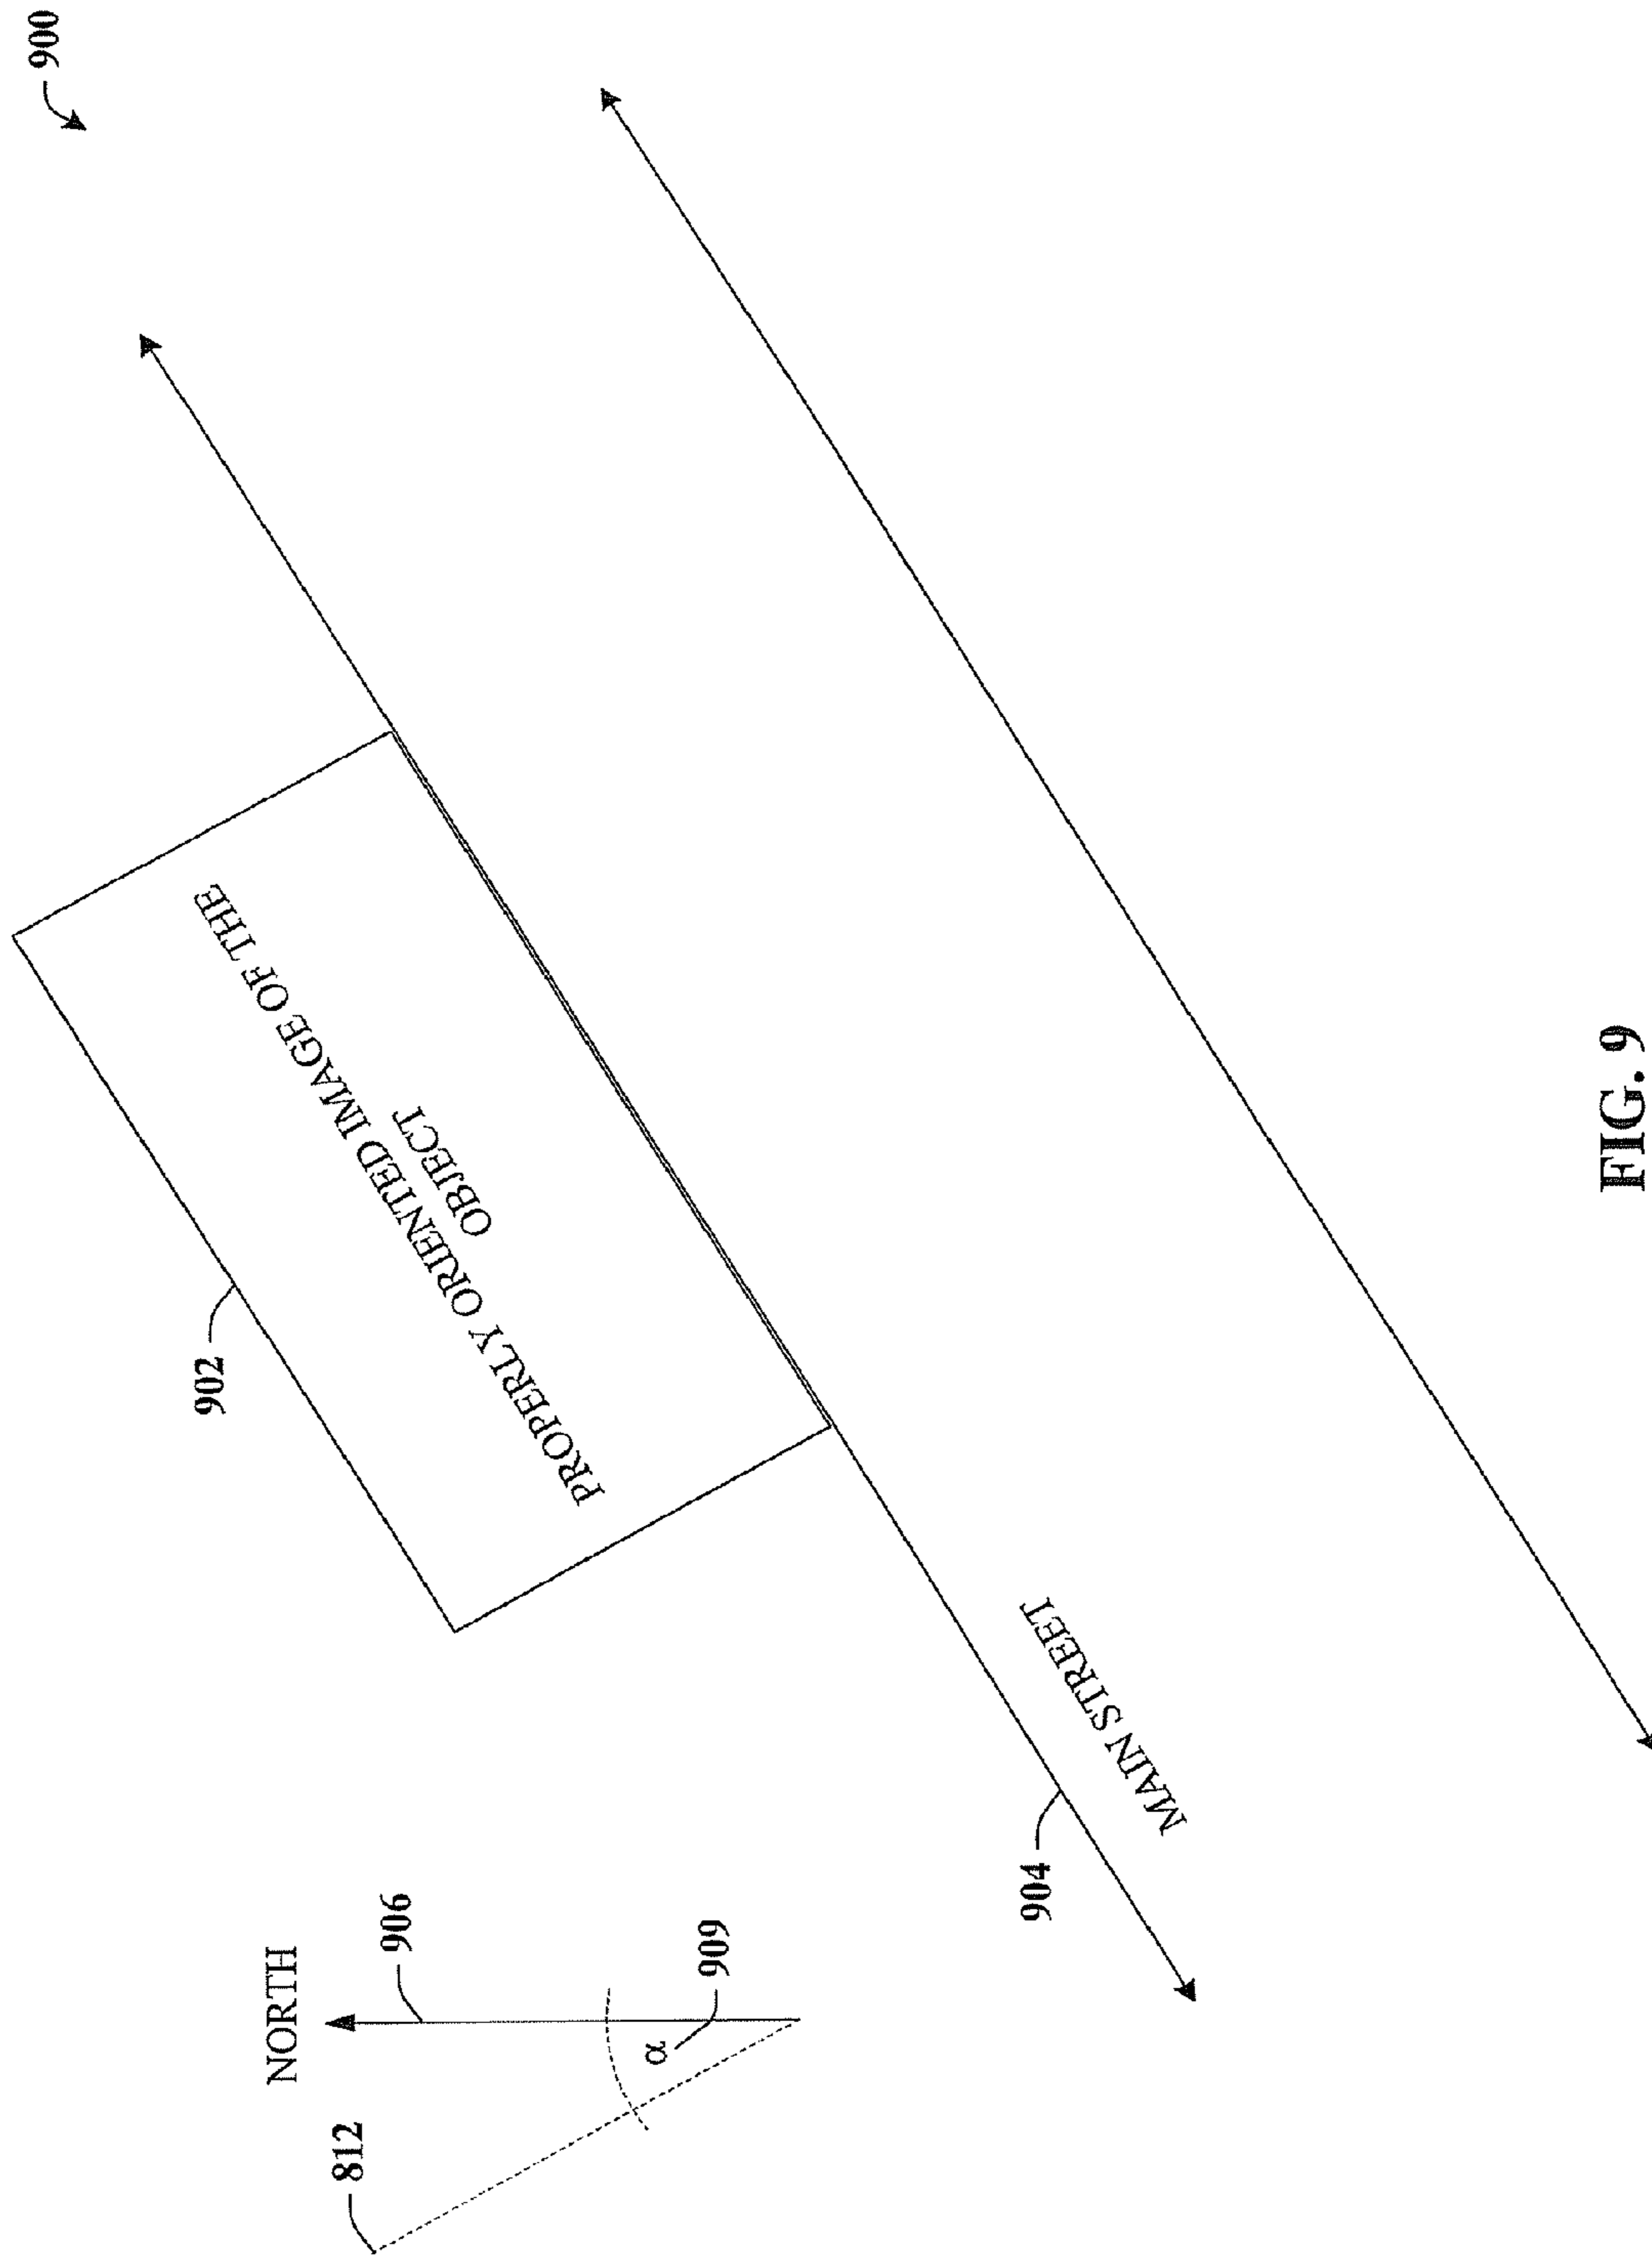 900
902
PROPERLY ORIENTED IMAGE OF THE
OBJECT
812
NORTH
906
α
909
904
MAIN STREET
FIG. 9